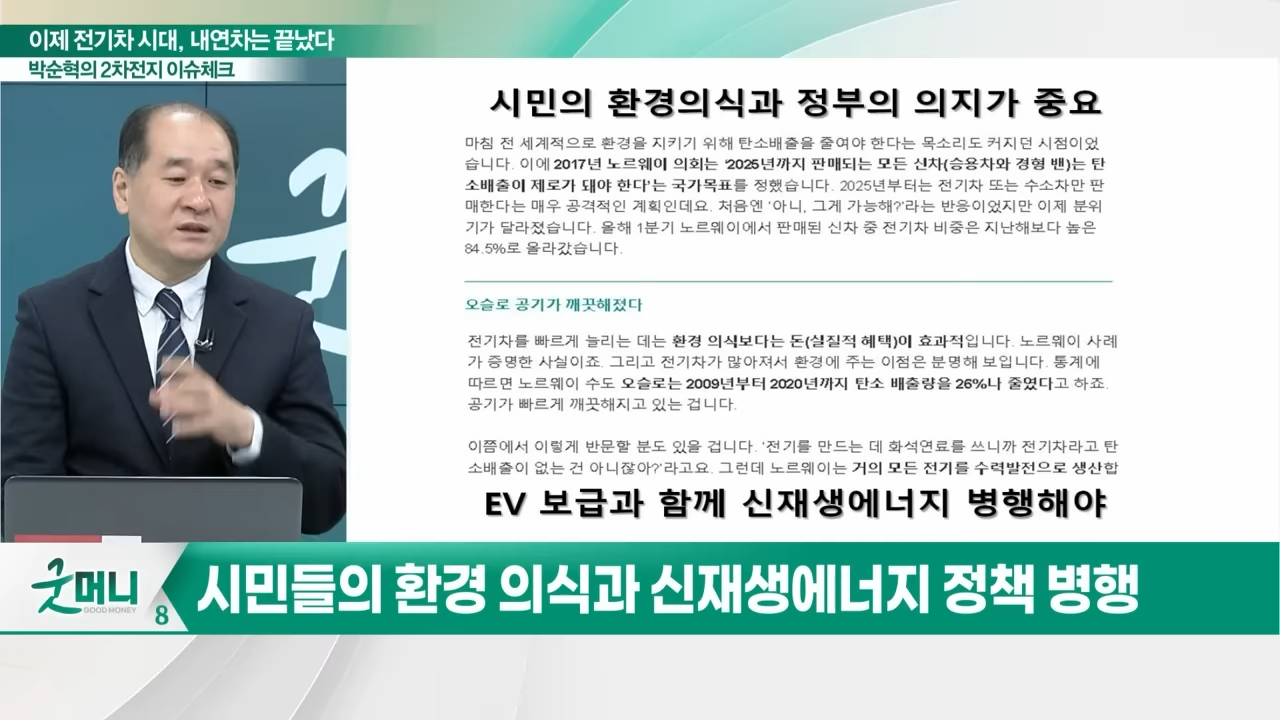 이제 전기차 시대, 내연차는 끝났다
박순혁의 2차전지 이슈체크
시민의 환경의식과 정부의 의지가 중요
마침 전 세계적으로 환경을 지키기 위해 탄소배출을 줄여야 한다는 목소리도 커지던 시점이었
습니다. 이에 2017년 노르웨이 의회는 ‘2025년까지 판매되는 모든 신차(승용차와 경형 밴)는 탄
소배출이 제로가 돼야 한다’는 국가목표를 정했습니다. 2025년부터는 전기차 또는 수소차만 판
매한다는 매우 공격적인 계획인데요. 처음엔 ‘아니, 그게 가능해?’라는 반응이었지만 이제 분위
기가 달라졌습니다. 올해 1분기 노르웨이에서 판매된 신차 중 전기차 비중은 지난해보다 높은
84.5%로 올라갔습니다.
오슬로 공기가 깨끗해졌다
전기차를 빠르게 늘리는 데는 환경 의식보다는 돈(실질적 혜택)이 효과적입니다. 노르웨이 사례
가 증명한 사실이죠. 그리고 전기차가 많아져서 환경에 주는 이점은 분명해 보입니다. 통계에
따르면 노르웨이 수도 오슬로는 2009년부터 2020년까지 탄소 배출량을 26%나 줄였다고 하죠.
공기가 빠르게 깨끗해지고 있는 겁니다.
이쯤에서 이렇게 반문할 분도 있을 겁니다. ‘전기를 만드는 데 화석연료를 쓰니까 전기차라고 탄
소배출이 없는 건 아니잖아?’라고요. 그런데 노르웨이는 거의 모든 전기를 수력발전으로 생산합
EV 보급과 함께 신재생에너지 병행해야
굿머니
GOOD MONEY
8
시민들의 환경 의식과 신재생에너지 정책 병행